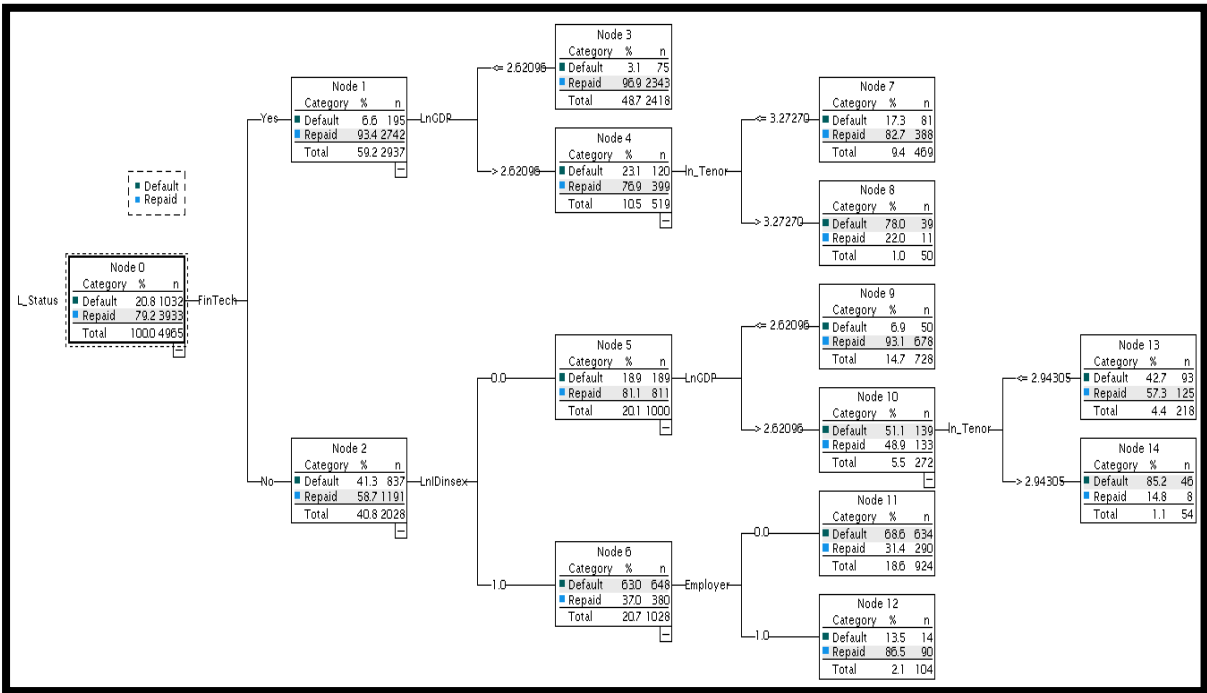 L_Status
Default
Repaid
Node 0
Category % n
Default 20.8 1032
Repaid 79.2 3933
Total 100.0 4965
FinTech
Yes
Node 1
Category % n
Default 6.6 195
Repaid 93.4 2742
Total 59.2 2937
LnGDP
<= 2.62096
Node 3
Category % n
Default 3.1 75
Repaid 96.9 2343
Total 48.7 2418
> 2.62096
Node 4
Category % n
Default 23.1 120
Repaid 76.9 399
Total 10.5 519
ln_Tenor
<= 3.27270
Node 7
Category % n
Default 17.3 81
Repaid 82.7 388
Total 9.4 469
> 3.27270
Node 8
Category % n
Default 78.0 39
Repaid 22.0 11
Total 1.0 50
No
Node 2
Category % n
Default 41.3 837
Repaid 58.7 1191
Total 40.8 2028
LnIDinsex
0.0
Node 5
Category % n
Default 18.9 189
Repaid 81.1 811
Total 20.1 1000
LnGDP
<= 2.62096
Node 9
Category % n
Default 6.9 50
Repaid 93.1 678
Total 14.7 728
> 2.62096
Node 10
Category % n
Default 51.1 139
Repaid 48.9 133
Total 5.5 272
ln_Tenor
<= 2.94305
Node 13
Category % n
Default 42.7 93
Repaid 57.3 125
Total 4.4 218
> 2.94305
Node 14
Category % n
Default 85.2 46
Repaid 14.8 8
Total 1.1 54
1.0
Node 6
Category % n
Default 63.0 648
Repaid 37.0 380
Total 20.7 1028
Employer
0.0
Node 11
Category % n
Default 68.6 634
Repaid 31.4 290
Total 18.6 924
1.0
Node 12
Category % n
Default 13.5 14
Repaid 86.5 90
Total 2.1 104